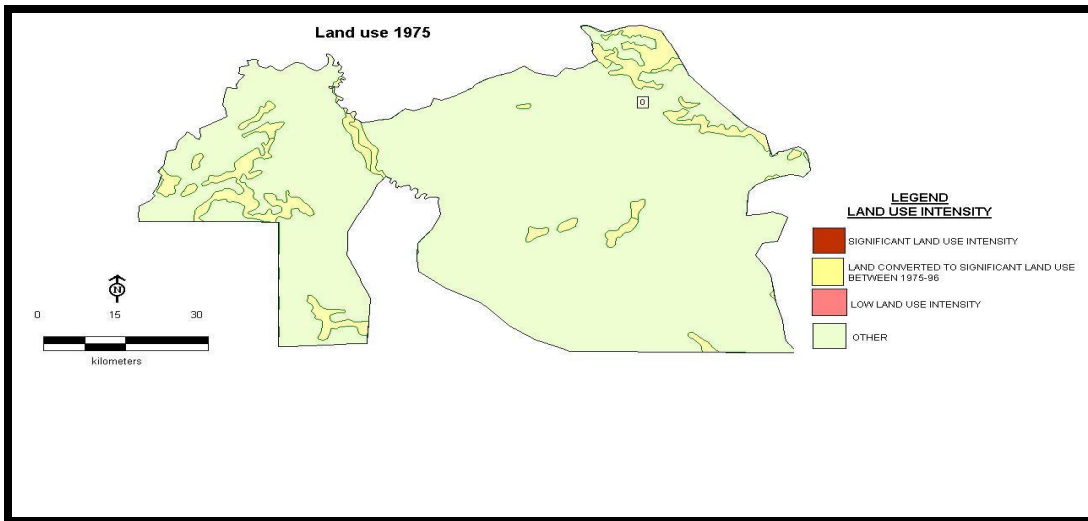 Land use 1975
0
LEGEND
LAND USE INTENSITY
SIGNIFICANT LAND USE INTENSITY
LAND CONVERTED TO SIGNIFICANT LAND USE
BETWEEN 1975-96
LOW LAND USE INTENSITY
OTHER
N
0 15 30
kilometers